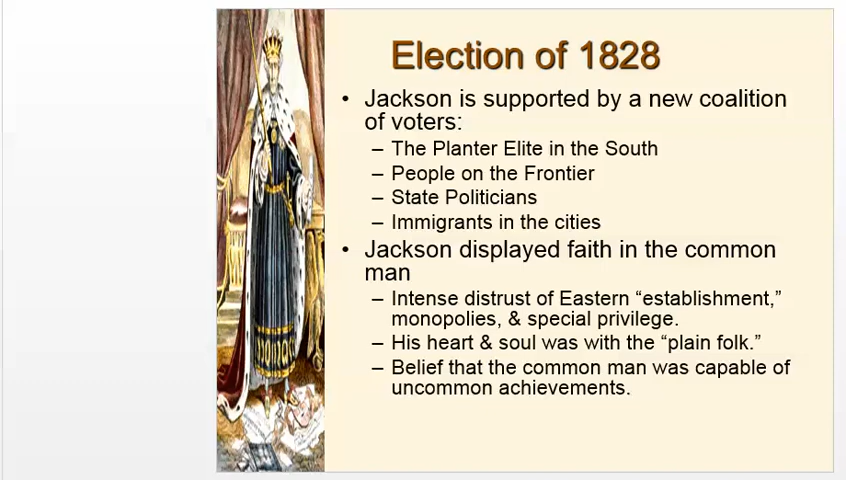 Election of 1828
• Jackson is supported by a new coalition
of voters:
– The Planter Elite in the South
– People on the Frontier
– State Politicians
– Immigrants in the cities
• Jackson displayed faith in the common
man
– Intense distrust of Eastern “establishment,”
monopolies, & special privilege.
– His heart & soul was with the “plain folk.”
– Belief that the common man was capable of
uncommon achievements.